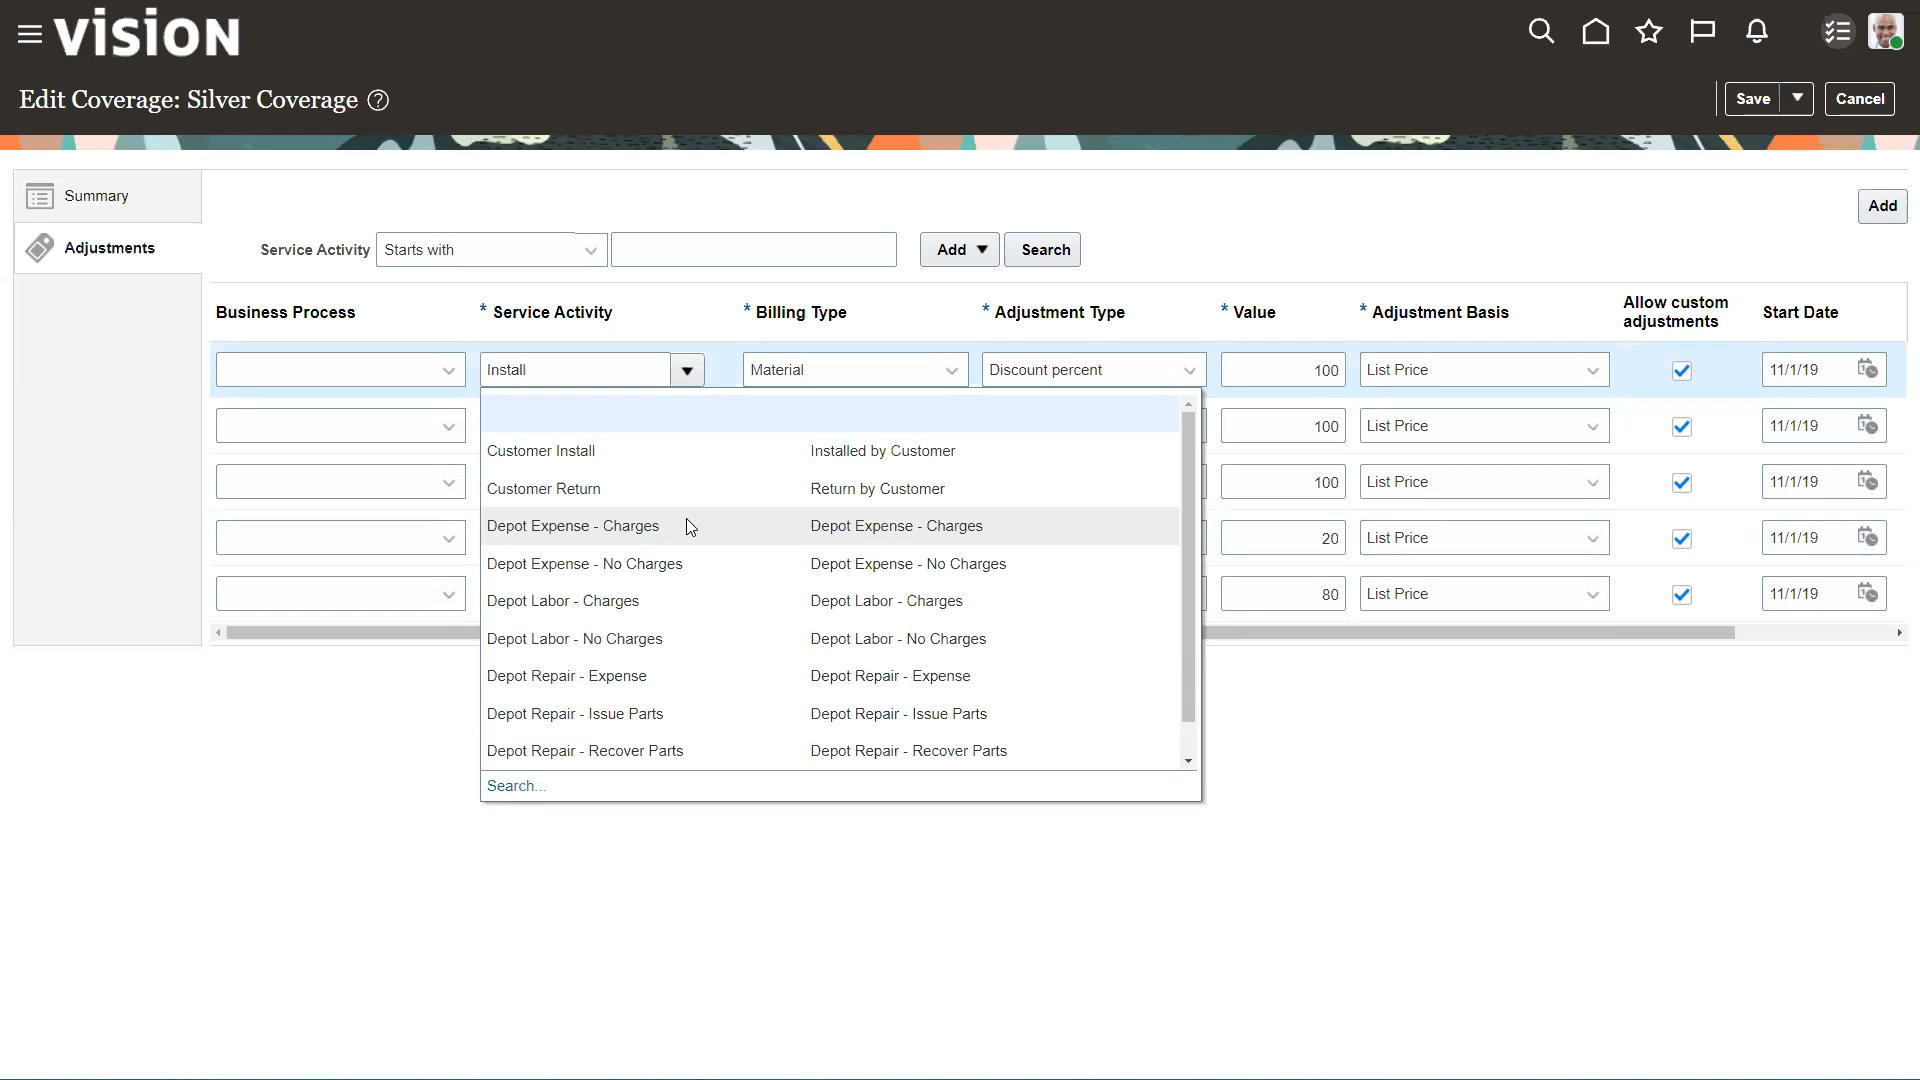 vision
Edit Coverage: Silver Coverage ?
Save
Cancel
Summary
Adjustments
Add
Service Activity Starts with
Add
Search
Business Process
* Service Activity
* Billing Type
* Adjustment Type
* Value
* Adjustment Basis
Allow custom
adjustments
Start Date
Install Material Discount percent 100 List Price 11/1/19
100 List Price 11/1/19
100 List Price 11/1/19
20 List Price 11/1/19
80 List Price 11/1/19
Customer Install Installed by Customer
Customer Return Return by Customer
Depot Expense - Charges Depot Expense - Charges
Depot Expense - No Charges Depot Expense - No Charges
Depot Labor - Charges Depot Labor - Charges
Depot Labor - No Charges Depot Labor - No Charges
Depot Repair - Expense Depot Repair - Expense
Depot Repair - Issue Parts Depot Repair - Issue Parts
Depot Repair - Recover Parts Depot Repair - Recover Parts
Search...